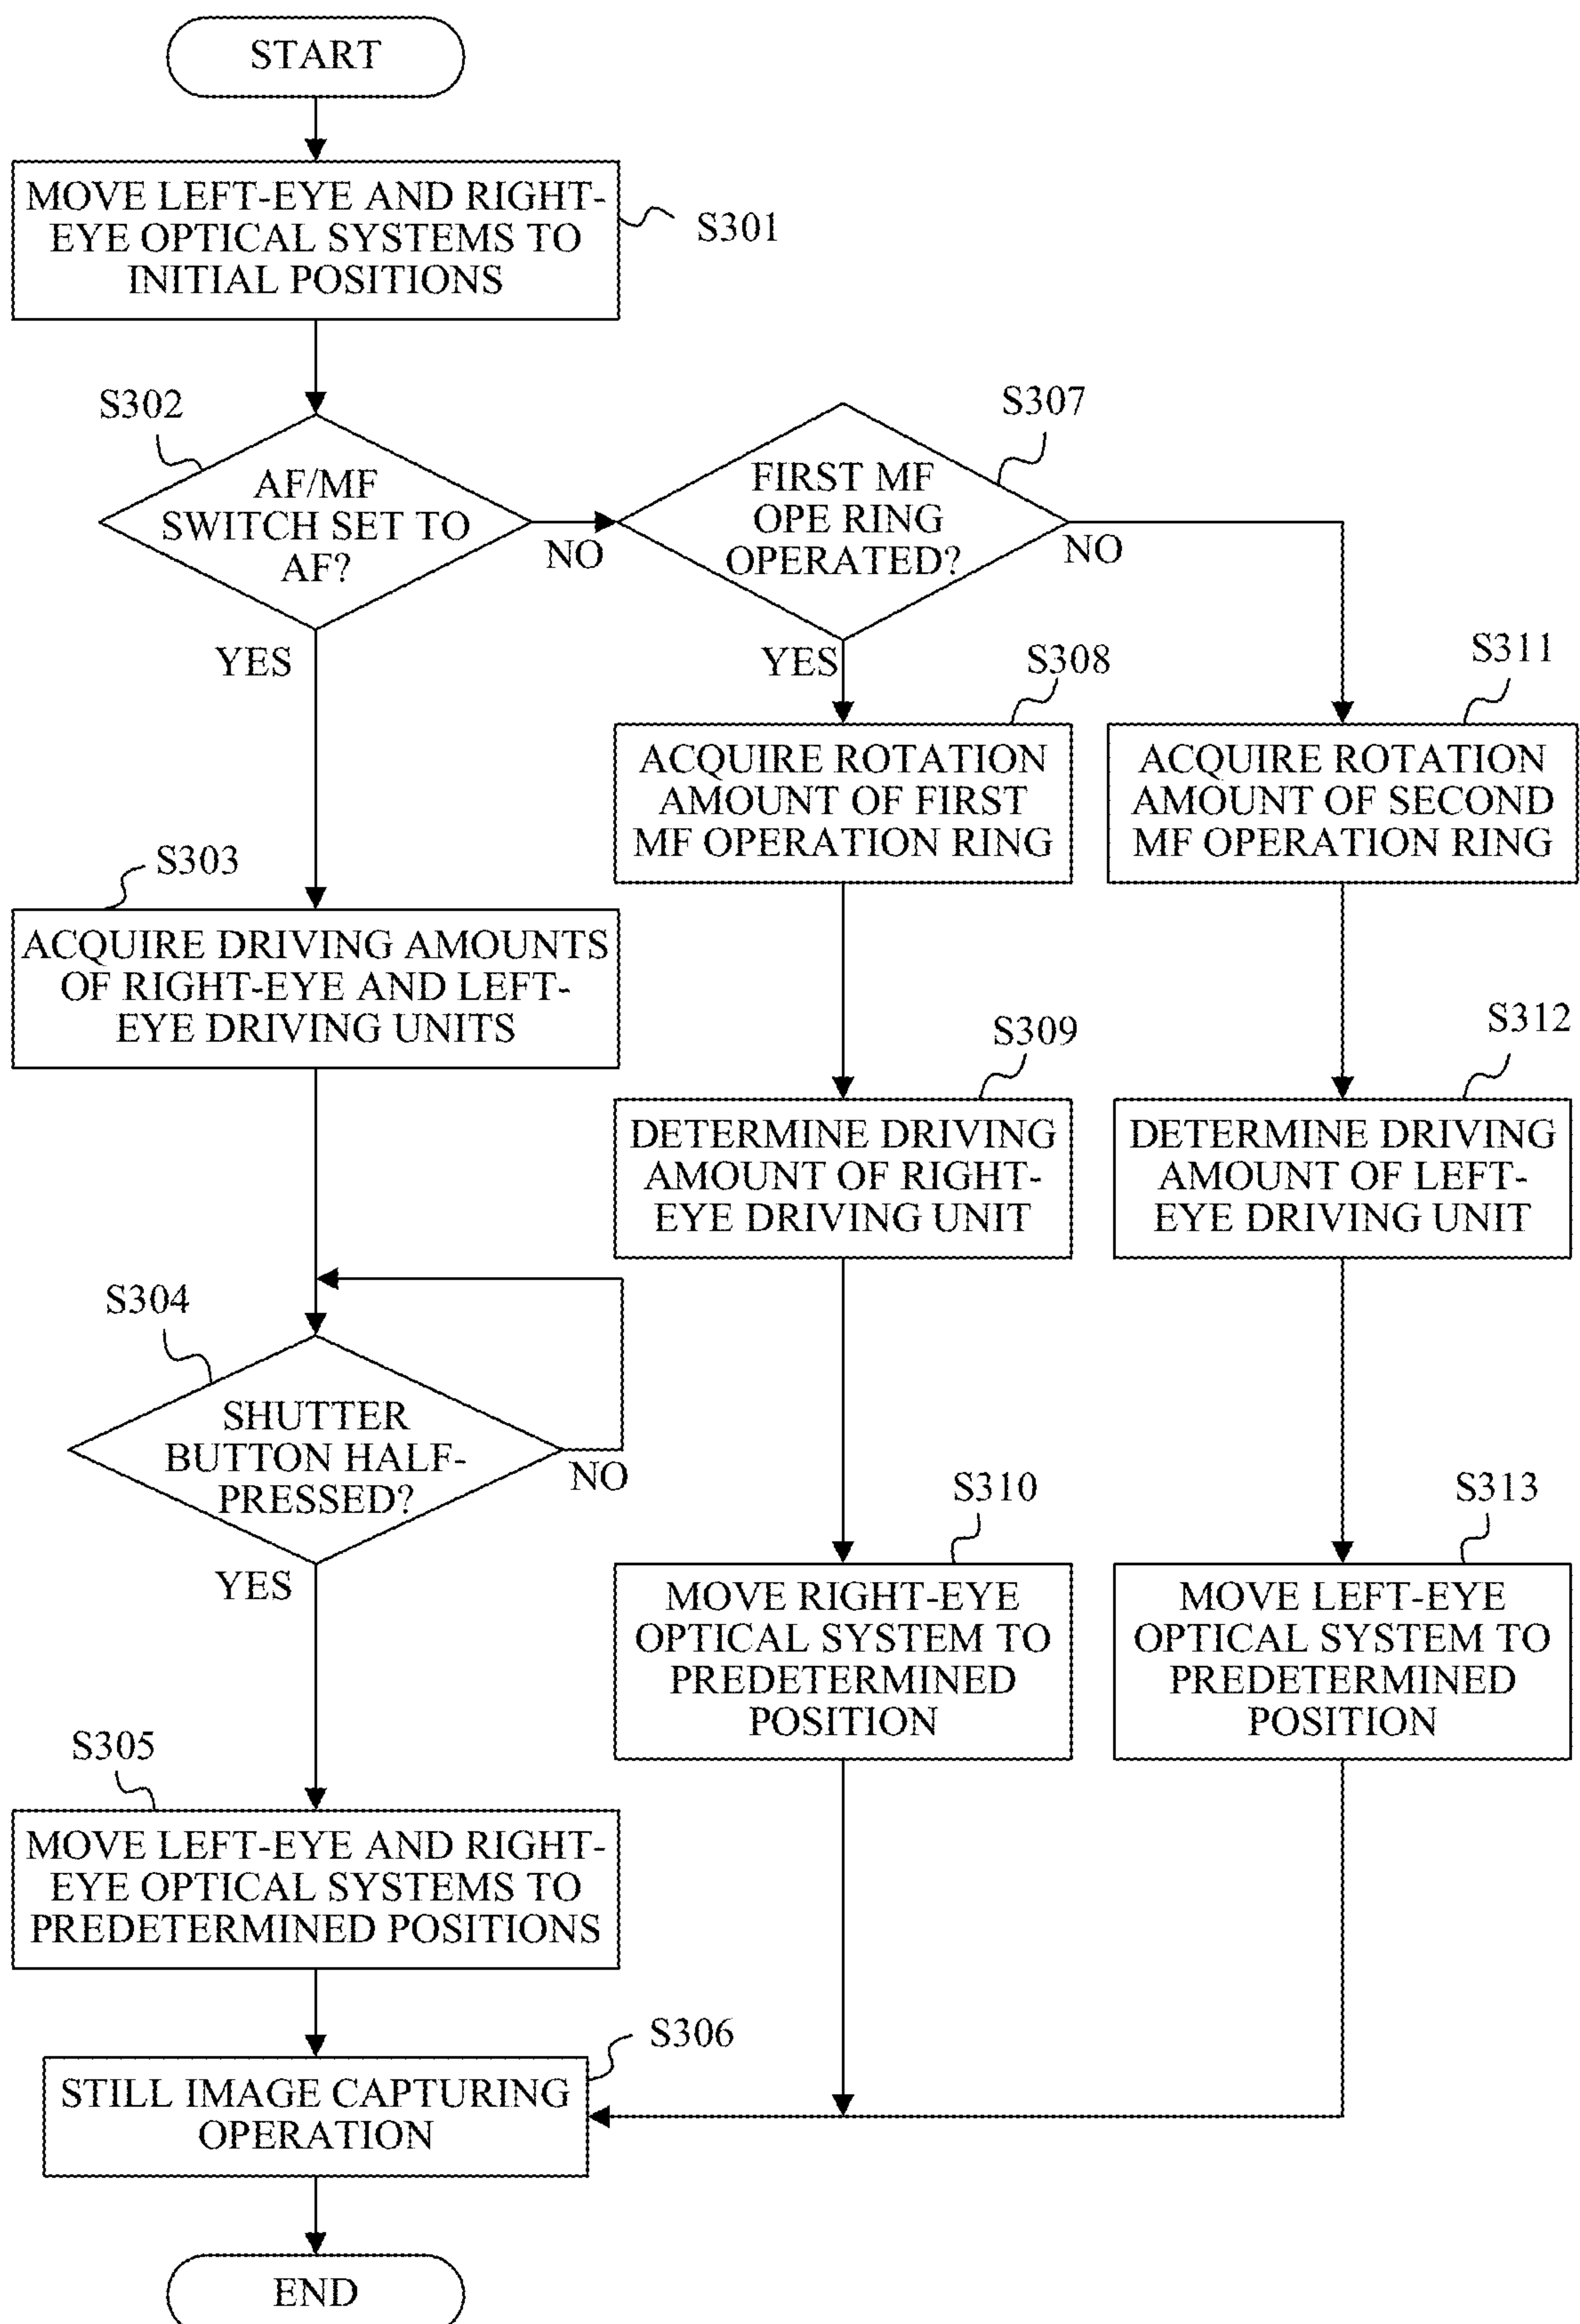 START
MOVE LEFT-EYE AND RIGHT-
EYE OPTICAL SYSTEMS TO
INITIAL POSITIONS
S301
S302
AF/MF
SWITCH SET TO
AF?
NO
YES
S307
FIRST MF
OPE RING
OPERATED?
NO
YES
S303
ACQUIRE DRIVING AMOUNTS
OF RIGHT-EYE AND LEFT-
EYE DRIVING UNITS
S304
SHUTTER
BUTTON HALF-
PRESSED?
NO
YES
S305
MOVE LEFT-EYE AND RIGHT-
EYE OPTICAL SYSTEMS TO
PREDETERMINED POSITIONS
S306
STILL IMAGE CAPTURING
OPERATION
END
S308
ACQUIRE ROTATION
AMOUNT OF FIRST
MF OPERATION RING
S309
DETERMINE DRIVING
AMOUNT OF RIGHT-
EYE DRIVING UNIT
S310
MOVE RIGHT-EYE
OPTICAL SYSTEM TO
PREDETERMINED
POSITION
S311
ACQUIRE ROTATION
AMOUNT OF SECOND
MF OPERATION RING
S312
DETERMINE DRIVING
AMOUNT OF LEFT-
EYE DRIVING UNIT
S313
MOVE LEFT-EYE
OPTICAL SYSTEM TO
PREDETERMINED
POSITION